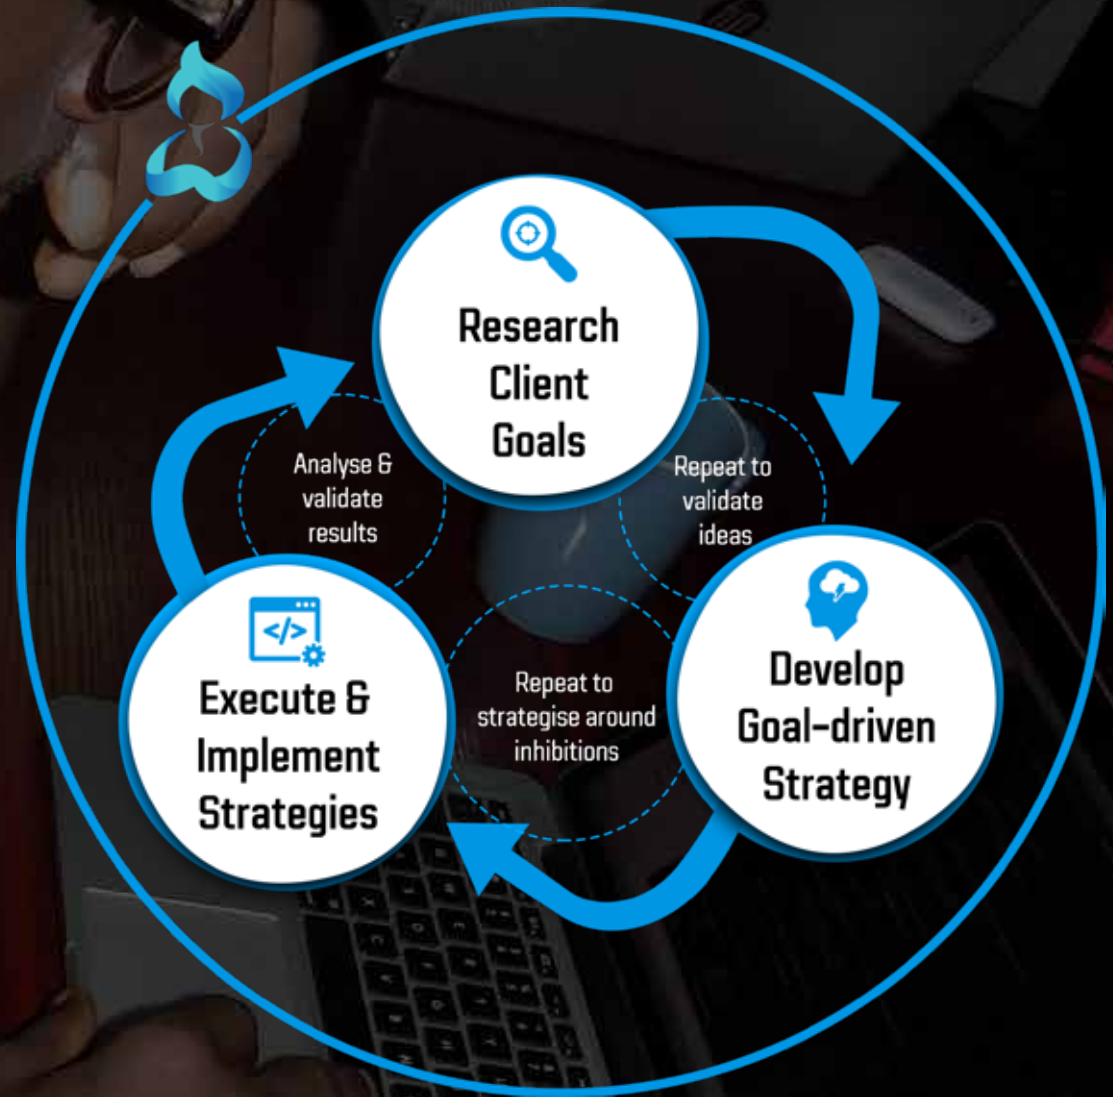 Research
Client
Goals
Analyse &
validate
results
Repeat to
validate
ideas
Execute &
Implement
Strategies
</>
Repeat to
strategise around
inhibitions
Develop
Goal-driven
Strategy